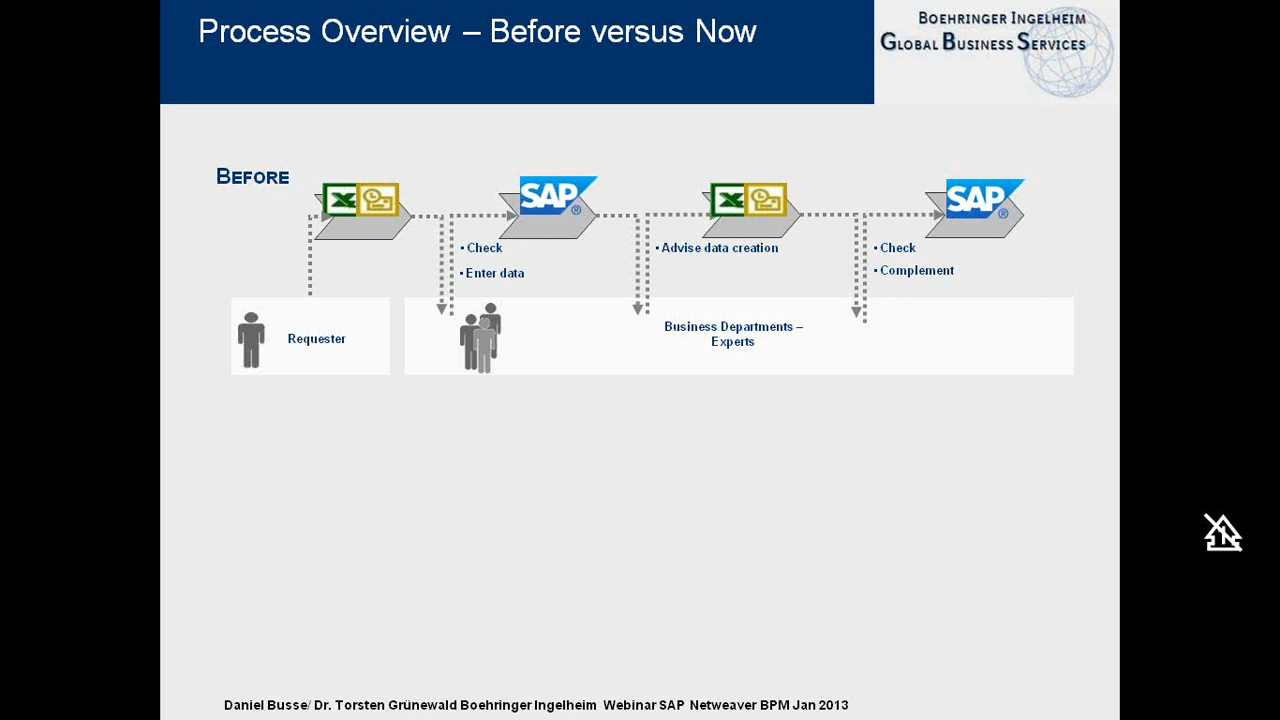 Process Overview – Before versus Now
BOEHRINGER INGELHEIM
GLOBAL BUSINESS SERVICES
BEFORE
SAP®
SAP®
▪ Check
▪ Enter data
▪ Advise data creation
▪ Check
▪ Complement
Requester
Business Departments –
Experts
Daniel Busse/ Dr. Torsten Grünewald Boehringer Ingelheim Webinar SAP Netweaver BPM Jan 2013